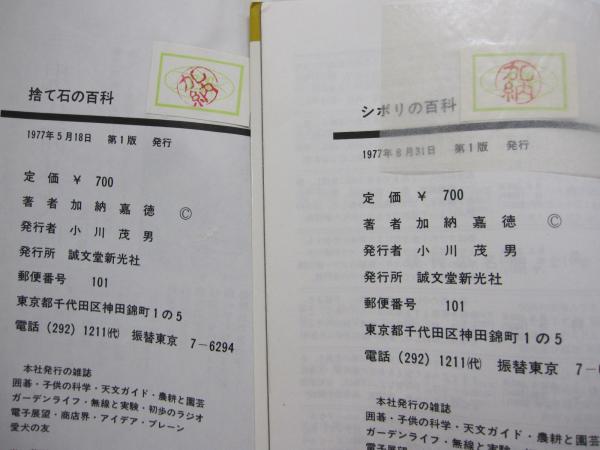 捨て石の百科
加納
1977年5月18日 第1版 発行
定価 ¥ 700
著者 加納嘉徳 ©
発行者 小川茂男
発行所 誠文堂新光社
郵便番号 101
東京都千代田区神田錦町1の5
電話 (292) 1211㈹ 振替東京 7-6294
本社発行の雑誌
囲碁・子供の科学・天文ガイド・農耕と園芸
ガーデンライフ・無線と実験・初歩のラジオ
電子展望・商店界・アイデア・ブレーン
愛犬の友
シボリの百科
加納
1977年8月31日 第1版 発行
定価 ¥ 700
著者 加納嘉徳 ©
発行者 小川茂男
発行所 誠文堂新光社
郵便番号 101
東京都千代田区神田錦町1の5
電話 (292) 1211㈹ 振替東京 7-6
本社発行の雑誌
囲碁・子供の科学・天文ガイド・農耕と園芸
ガーデンライフ・無線と実験・初歩の